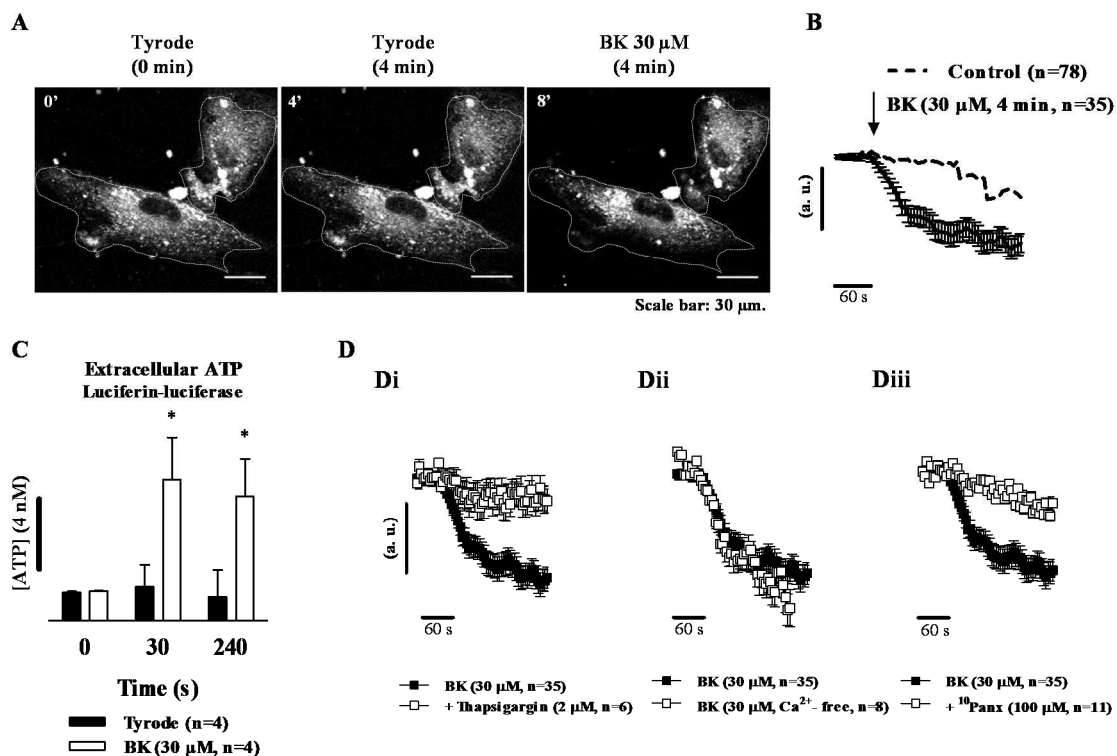 A
Tyrode
(0 min)
Tyrode
(4 min)
BK 30 µM
(4 min)
0'
4'
8'
Scale bar: 30 µm.
B
Control (n=78)
BK (30 µM, 4 min, n=35)
(a. u.)
60 s
C
Extracellular ATP
Luciferin-luciferase
*
*
[ATP] (4 nM)
0
30
240
Time (s)
Tyrode (n=4)
BK (30 µM, n=4)
D
Di
Dii
Diii
(a. u.)
60 s
60 s
60 s
BK (30 µM, n=35)
+ Thapsigargin (2 µM, n=6)
BK (30 µM, n=35)
BK (30 µM, Ca²⁺- free, n=8)
BK (30 µM, n=35)
+ ¹⁰Panx (100 µM, n=11)